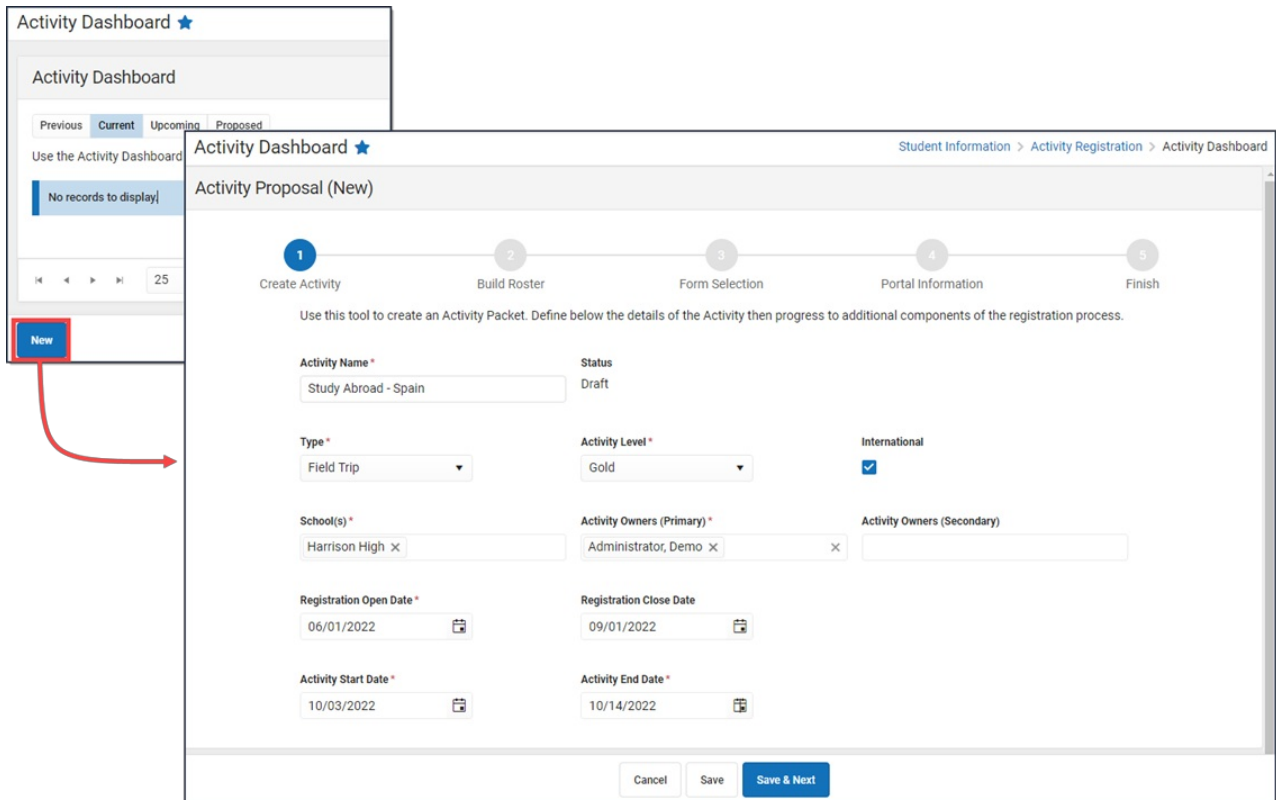 Activity Dashboard
Activity Dashboard
Previous Current Upcoming Proposed
Use the Activity Dashboard
No records to display
25
New
Activity Dashboard
Student Information > Activity Registration > Activity Dashboard
Activity Proposal (New)
1 2 3 4 5
Create Activity Build Roster Form Selection Portal Information Finish
Use this tool to create an Activity Packet. Define below the details of the Activity then progress to additional components of the registration process.
Activity Name * Status
Study Abroad - Spain Draft
Type * Activity Level * International
Field Trip Gold
School(s) * Activity Owners (Primary) * Activity Owners (Secondary)
Harrison High Administrator, Demo
Registration Open Date * Registration Close Date
06/01/2022 09/01/2022
Activity Start Date * Activity End Date *
10/03/2022 10/14/2022
Cancel Save Save & Next